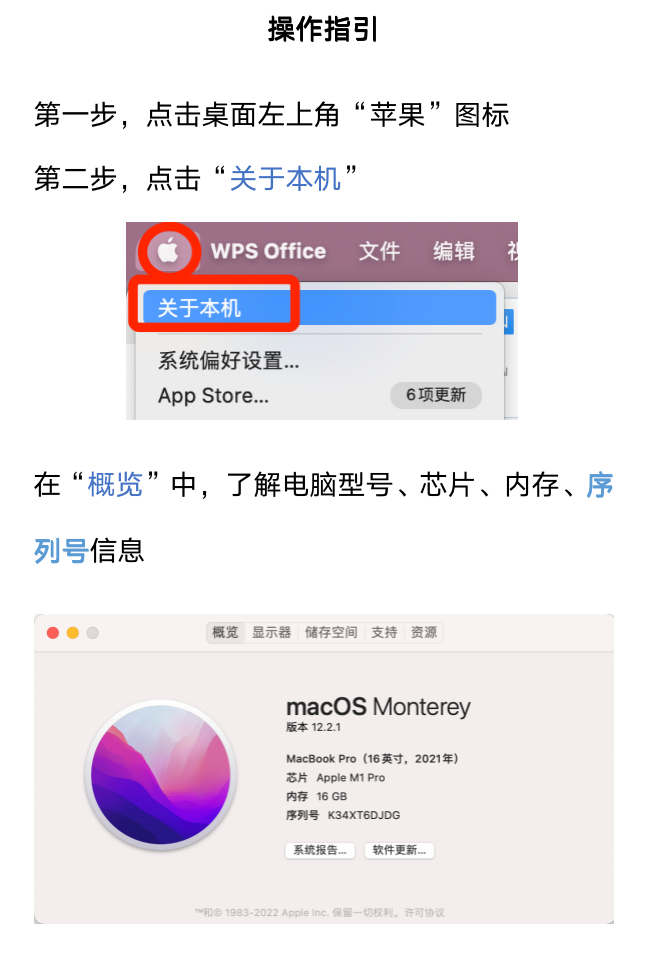 操作指引
第一步，点击桌面左上角“苹果”图标
第二步，点击“关于本机”
WPS Office 文件 编辑
关于本机
系统偏好设置...
App Store... 6项更新
在“概览”中，了解电脑型号、芯片、内存、序
列号信息
概览 显示器 储存空间 支持 资源
macOS Monterey
版本 12.2.1
MacBook Pro（16英寸，2021年）
芯片 Apple M1 Pro
内存 16 GB
序列号 K34XT6DJDG
系统报告... 软件更新...
™和© 1983-2022 Apple Inc. 保留一切权利。许可协议